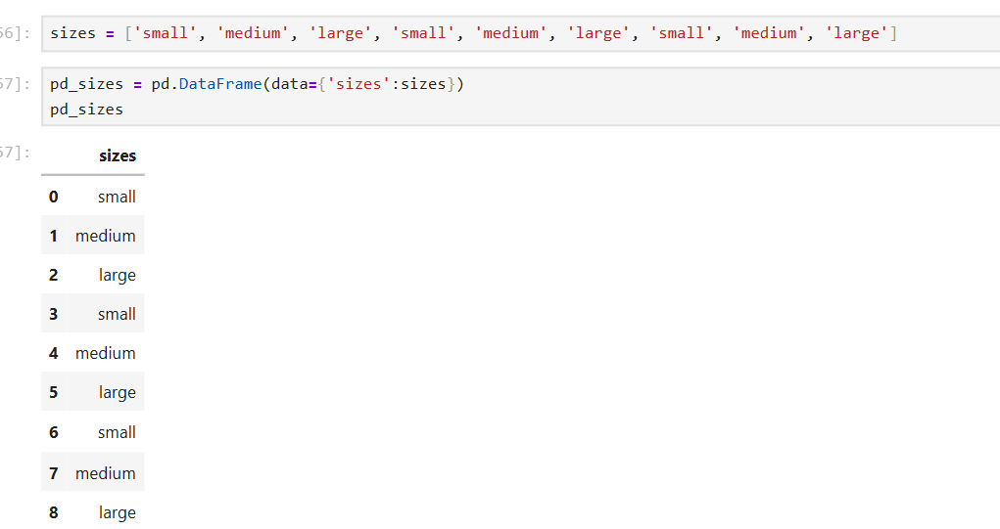 56]: sizes = ['small', 'medium', 'large', 'small', 'medium', 'large', 'small', 'medium', 'large']
57]: pd_sizes = pd.DataFrame(data={'sizes':sizes})
pd_sizes
57]: sizes
0 small
1 medium
2 large
3 small
4 medium
5 large
6 small
7 medium
8 large